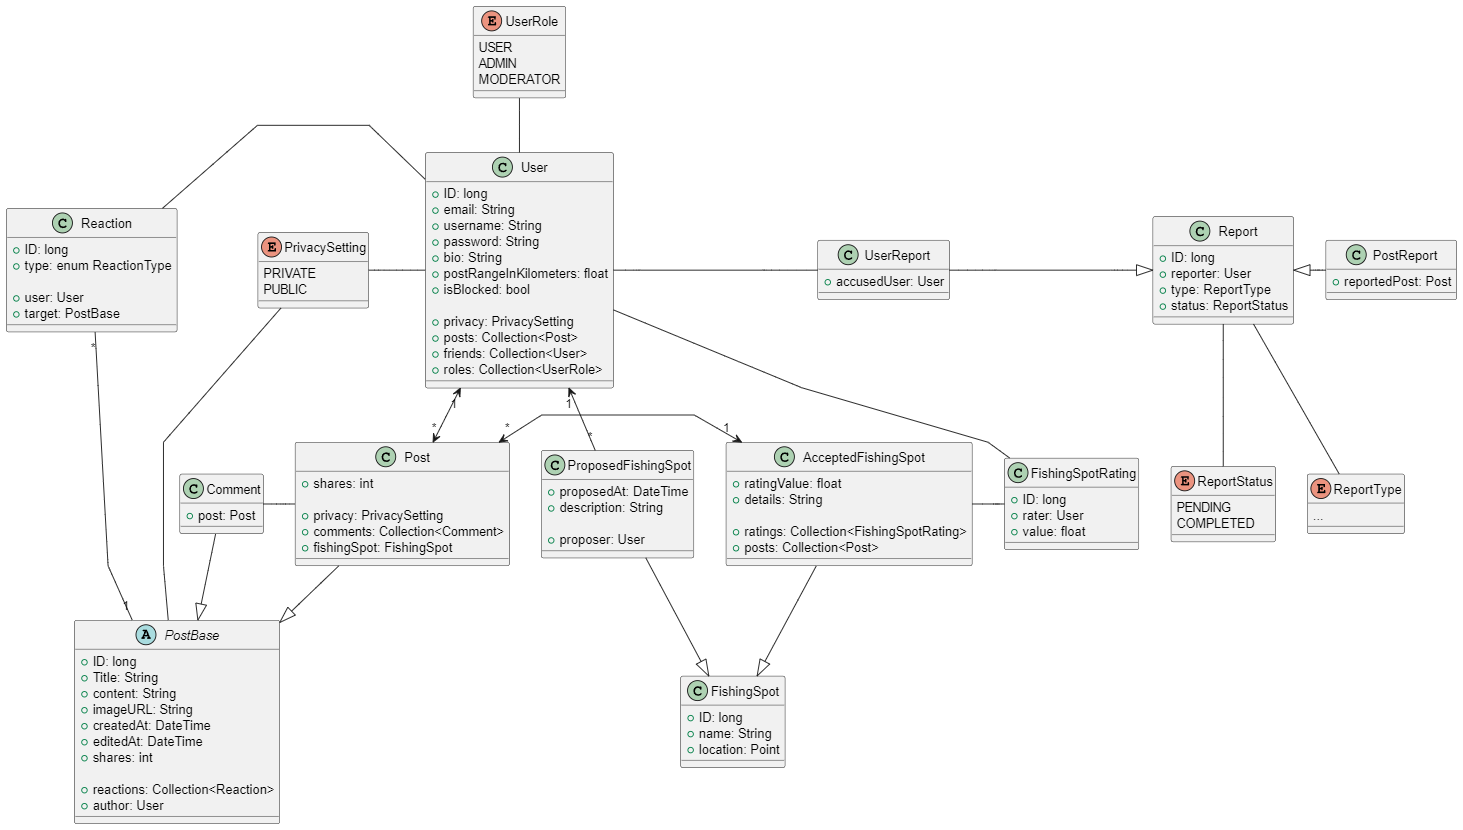 E UserRole
USER
ADMIN
MODERATOR
C User
ID: long
email: String
username: String
password: String
bio: String
postRangeInKilometers: float
isBlocked: bool
privacy: PrivacySetting
posts: Collection<Post>
friends: Collection<User>
roles: Collection<UserRole>
C Reaction
ID: long
type: enum ReactionType
user: User
target: PostBase
E PrivacySetting
PRIVATE
PUBLIC
C UserReport
accusedUser: User
C Report
ID: long
reporter: User
type: ReportType
status: ReportStatus
C PostReport
reportedPost: Post
*
1
*
1
*
*
1
C Comment
post: Post
C Post
shares: int
privacy: PrivacySetting
comments: Collection<Comment>
fishingSpot: FishingSpot
C ProposedFishingSpot
proposedAt: DateTime
description: String
proposer: User
C AcceptedFishingSpot
ratingValue: float
details: String
ratings: Collection<FishingSpotRating>
posts: Collection<Post>
C FishingSpotRating
ID: long
rater: User
value: float
E ReportStatus
PENDING
COMPLETED
E ReportType
...
1
A PostBase
ID: long
Title: String
content: String
imageURL: String
createdAt: DateTime
editedAt: DateTime
shares: int
reactions: Collection<Reaction>
author: User
C FishingSpot
ID: long
name: String
location: Point